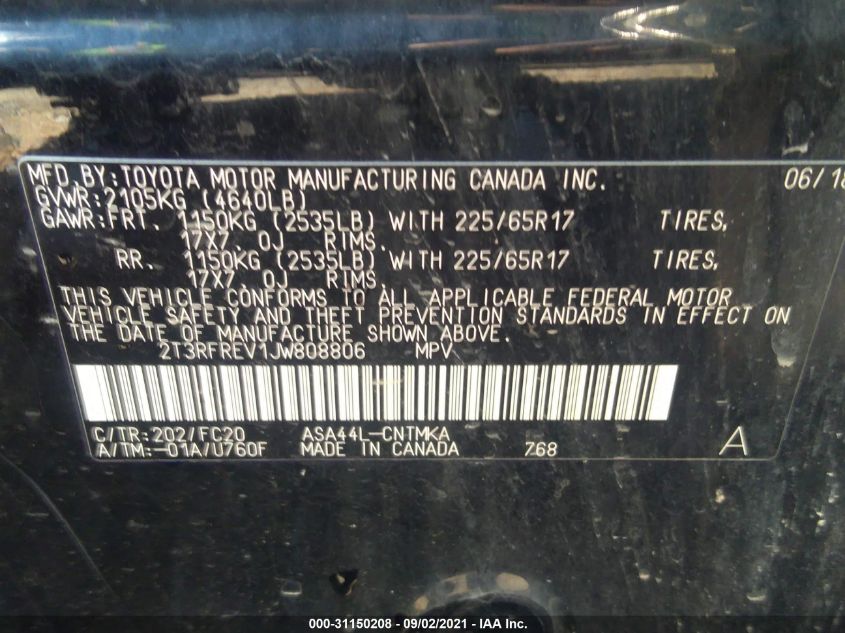 MFD. BY: TOYOTA MOTOR MANUFACTURING CANADA INC. 06/18
GVWR: 2105KG (4640LB)
GAWR: FRT. 1150KG (2535LB) WITH 225/65R17 TIRES,
17X7. OJ RIMS.
RR. 1150KG (2535LB) WITH 225/65R17 TIRES,
17X7. OJ RIMS.
THIS VEHICLE CONFORMS TO ALL APPLICABLE FEDERAL MOTOR
VEHICLE SAFETY AND THEFT PREVENTION STANDARDS IN EFFECT ON
THE DATE OF MANUFACTURE SHOWN ABOVE.
2T3RFREV1JW808806 MPV
C/TR: 202/FC20 ASA44L-CNTMKA
A/TM: -01A/U760F MADE IN CANADA Z68 A
000-31150208 - 09/02/2021 - IAA Inc.